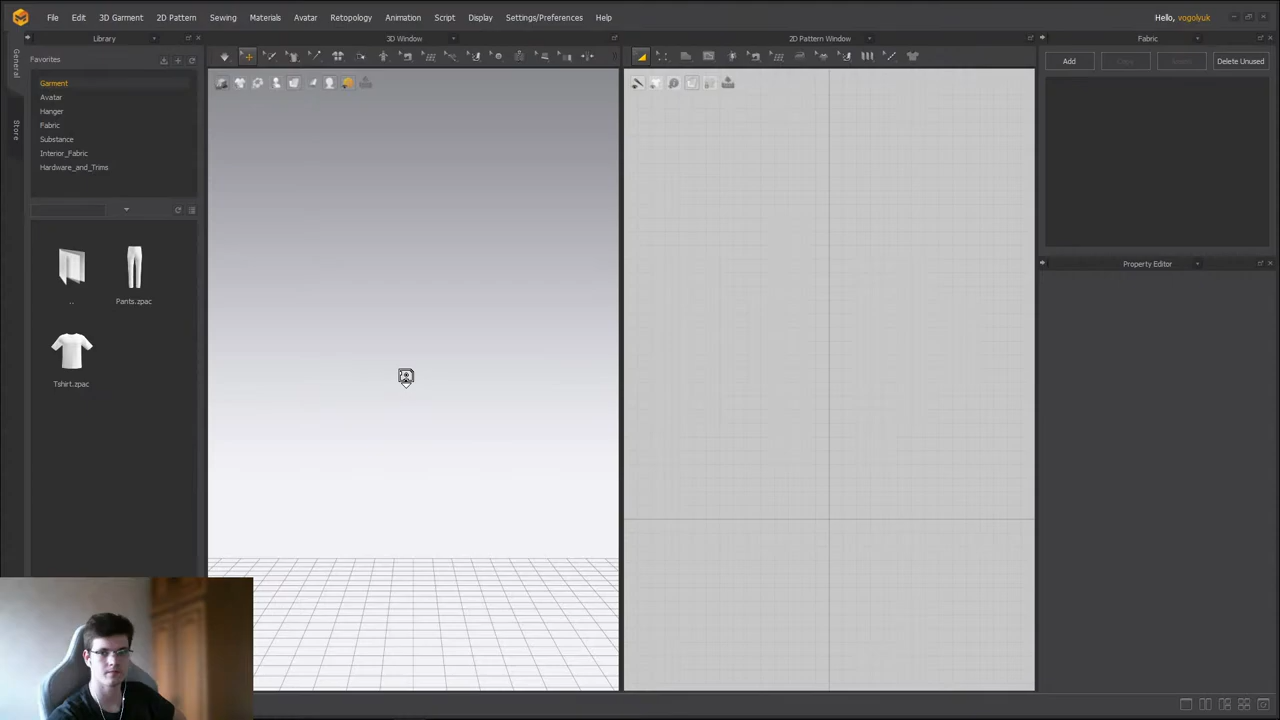 File Edit 3D Garment 2D Pattern Sewing Materials Avatar Retopology Animation Script Display Settings/Preferences Help Hello, vogolyuk
Library 3D Window 2D Pattern Window Fabric
General
Store
Favorites
Garment
Avatar
Hanger
Fabric
Substance
Interior_Fabric
Hardware_and_Trims
..
Pants.zpac
Tshirt.zpac
Add Delete Unused
Property Editor